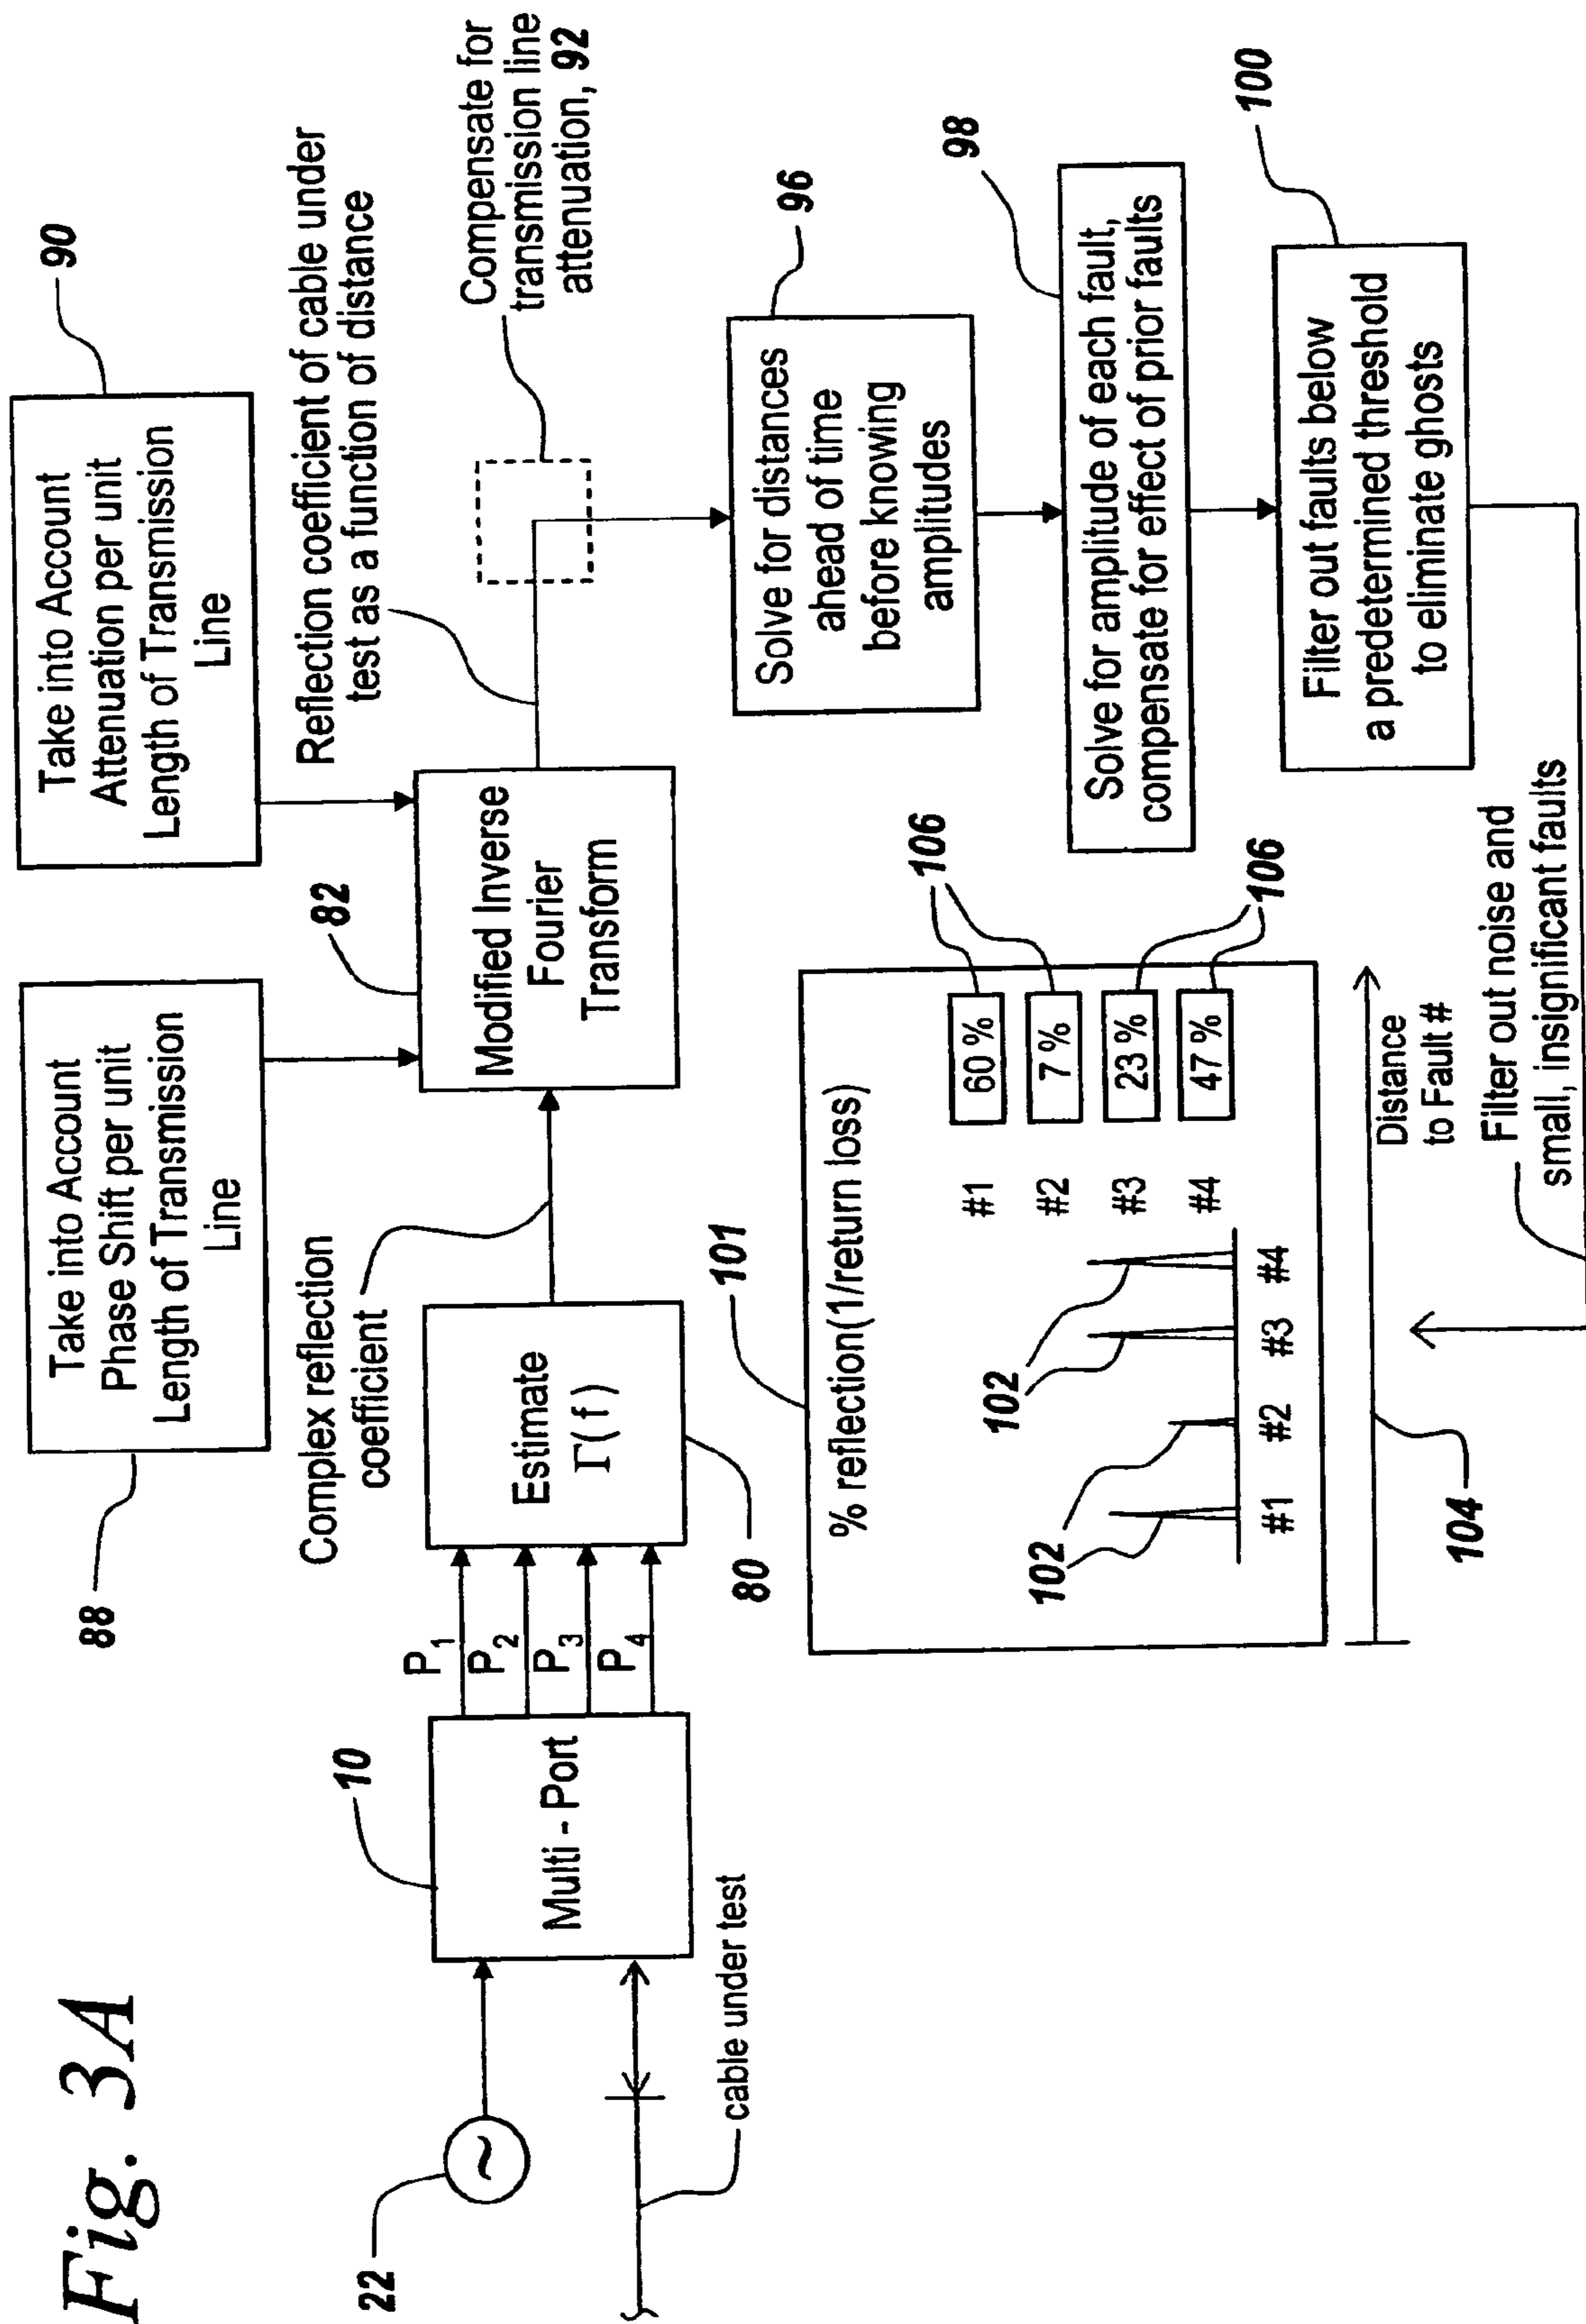 Fig. 3A
88
Take into Account
Phase Shift per unit
Length of Transmission
Line
90
Take into Account
Attenuation per unit
Length of Transmission
Line
22
cable under test
10
Multi - Port
P1
P2
P3
P4
80
Estimate
Γ(f)
Complex reflection
coefficient
82
Modified Inverse
Fourier
Transform
Reflection coefficient of cable under
test as a function of distance
Compensate for
transmission line
attenuation, 92
96
Solve for distances
ahead of time
before knowing
amplitudes
98
Solve for amplitude of each fault,
compensate for effect of prior faults
100
Filter out faults below
a predetermined threshold
to eliminate ghosts
101
% reflection(1/return loss)
#1 60 %
#2 7 %
#3 23 %
#4 47 %
106
106
102
102
102
#1 #2 #3 #4
104
Distance
to Fault #
Filter out noise and
small, insignificant faults